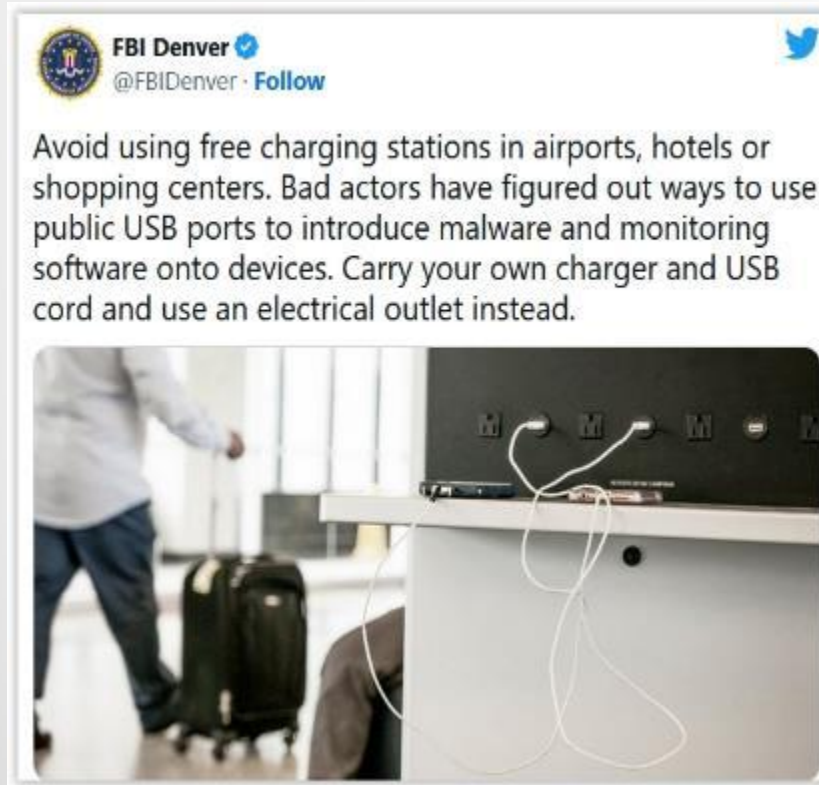 FBI Denver
@FBIDenver · Follow
Avoid using free charging stations in airports, hotels or
shopping centers. Bad actors have figured out ways to use
public USB ports to introduce malware and monitoring
software onto devices. Carry your own charger and USB
cord and use an electrical outlet instead.